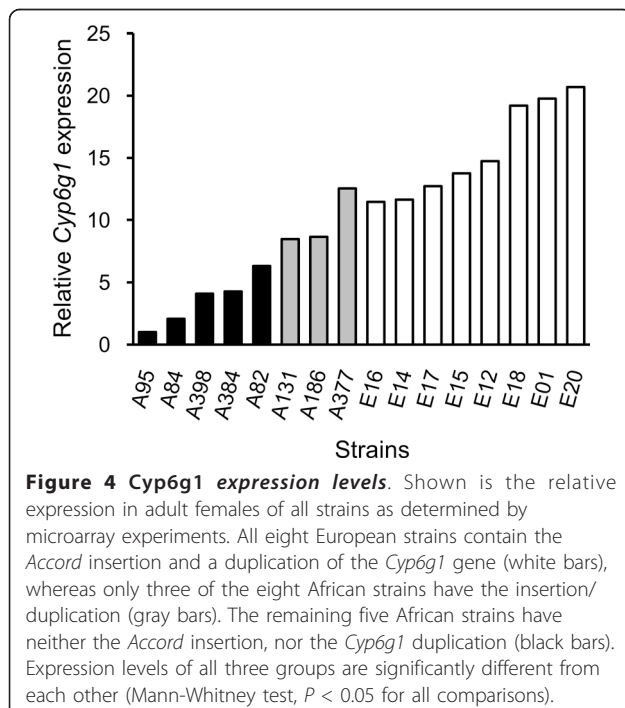 25
20
15
10
5
0
Relative Cyp6g1 expression
A95 A84 A398 A384 A82 A131 A186 A377 E16 E14 E17 E15 E12 E18 E01 E20
Strains
Figure 4 Cyp6g1 expression levels. Shown is the relative
expression in adult females of all strains as determined by
microarray experiments. All eight European strains contain the
Accord insertion and a duplication of the Cyp6g1 gene (white bars),
whereas only three of the eight African strains have the insertion/
duplication (gray bars). The remaining five African strains have
neither the Accord insertion, nor the Cyp6g1 duplication (black bars).
Expression levels of all three groups are significantly different from
each other (Mann-Whitney test, P < 0.05 for all comparisons).